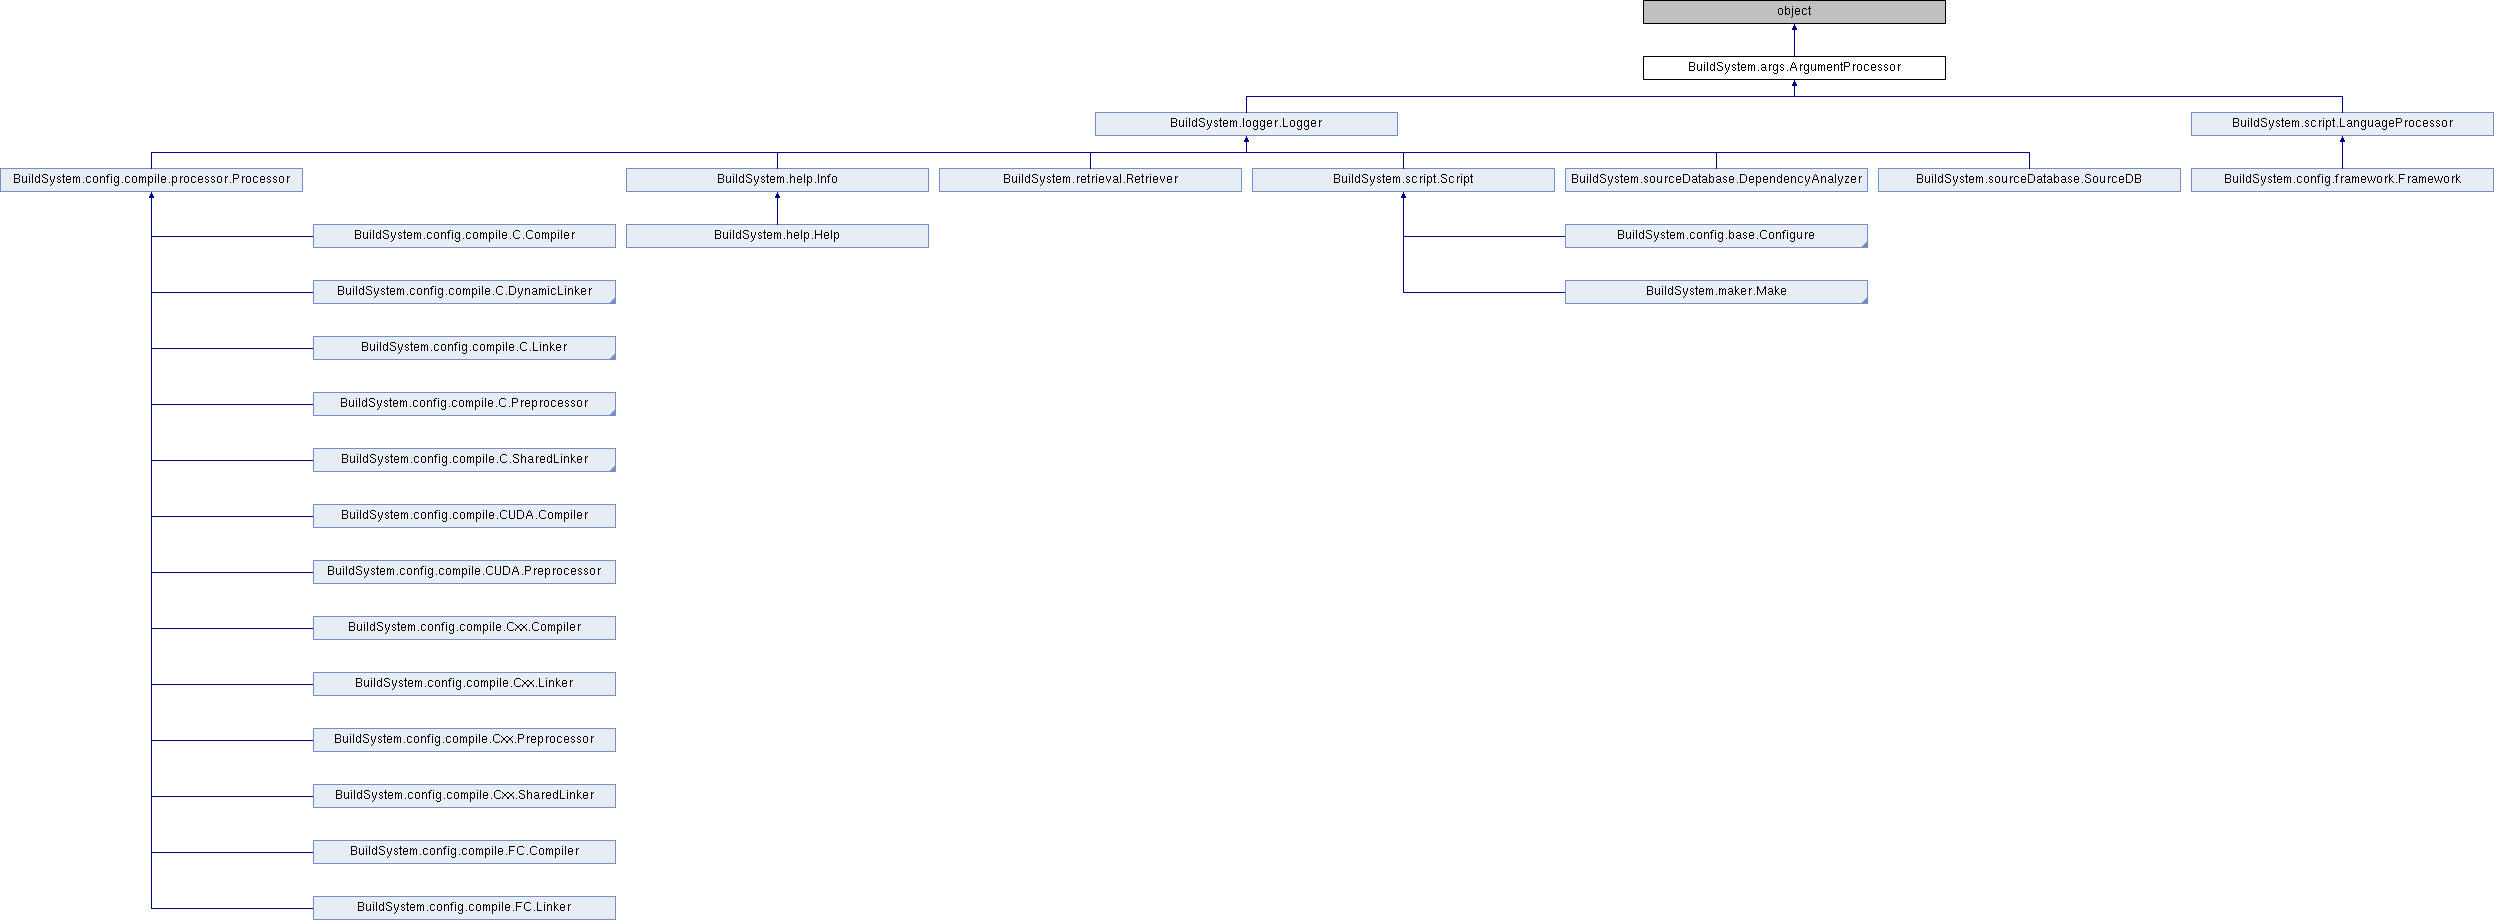 object
BuildSystem.args.ArgumentProcessor
BuildSystem.logger.Logger
BuildSystem.script.LanguageProcessor
BuildSystem.config.compile.processor.Processor
BuildSystem.help.Info
BuildSystem.retrieval.Retriever
BuildSystem.script.Script
BuildSystem.sourceDatabase.DependencyAnalyzer
BuildSystem.sourceDatabase.SourceDB
BuildSystem.config.framework.Framework
BuildSystem.config.compile.C.Compiler
BuildSystem.help.Help
BuildSystem.config.base.Configure
BuildSystem.config.compile.C.DynamicLinker
BuildSystem.maker.Make
BuildSystem.config.compile.C.Linker
BuildSystem.config.compile.C.Preprocessor
BuildSystem.config.compile.C.SharedLinker
BuildSystem.config.compile.CUDA.Compiler
BuildSystem.config.compile.CUDA.Preprocessor
BuildSystem.config.compile.Cxx.Compiler
BuildSystem.config.compile.Cxx.Linker
BuildSystem.config.compile.Cxx.Preprocessor
BuildSystem.config.compile.Cxx.SharedLinker
BuildSystem.config.compile.FC.Compiler
BuildSystem.config.compile.FC.Linker